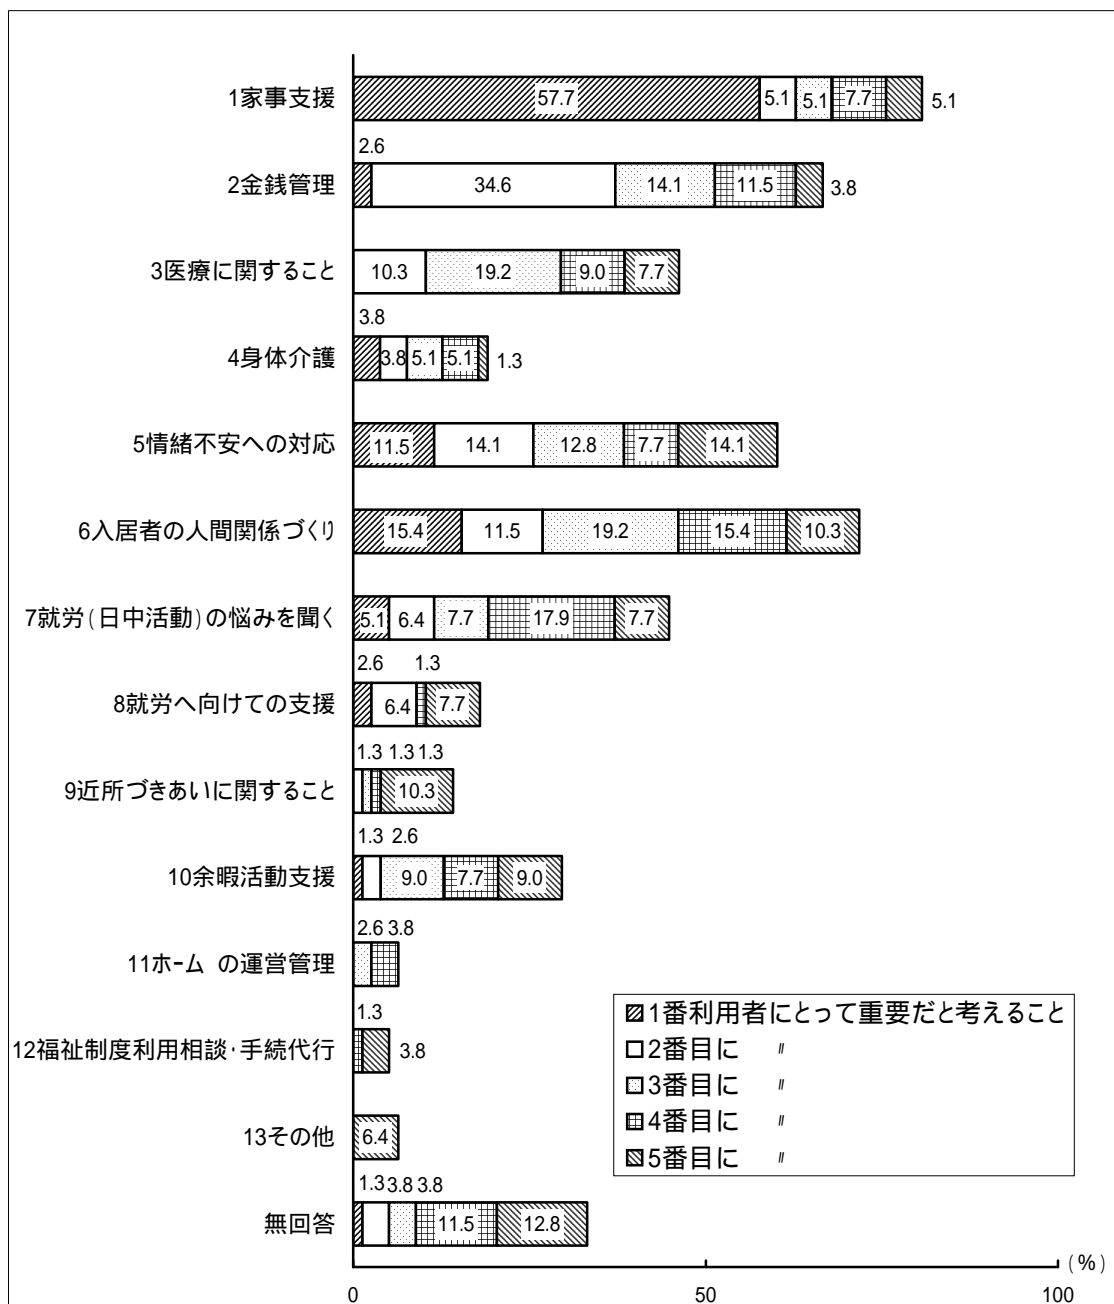 1家事支援 57.7 5.1 5.1 7.7 5.1
2.6
2金銭管理 34.6 14.1 11.5 3.8
3医療に関すること 10.3 19.2 9.0 7.7
3.8
4身体介護 3.8 5.1 5.1 1.3
5情緒不安への対応 11.5 14.1 12.8 7.7 14.1
6入居者の人間関係づくり 15.4 11.5 19.2 15.4 10.3
7就労(日中活動)の悩みを聞く 5.1 6.4 7.7 17.9 7.7
2.6 1.3
8就労へ向けての支援 6.4 7.7
1.3 1.3 1.3
9近所づきあいに関すること 10.3
1.3 2.6
10余暇活動支援 9.0 7.7 9.0
2.6 3.8
11ホーム の運営管理
1.3
12福祉制度利用相談・手続代行 3.8
13その他 6.4
1.3 3.8 3.8
無回答 11.5 12.8
1番利用者にとって重要だと考えること
2番目に 〃
3番目に 〃
4番目に 〃
5番目に 〃
(%)
0 50 100